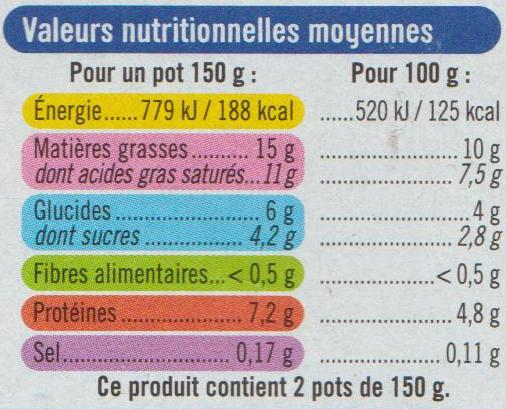 Valeurs nutritionnelles moyennes
Pour un pot 150 g : Pour 100 g :
Énergie......779 kJ / 188 kcal ......520 kJ / 125 kcal
Matières grasses.......... 15 g .................... 10 g
dont acides gras saturés...11 g .................... 7,5 g
Glucides .................... 6 g .................... 4 g
dont sucres ................ 4,2 g .................... 2,8 g
Fibres alimentaires...< 0,5 g .................< 0,5 g
Protéines .................. 7,2 g .................... 4,8 g
Sel........................ 0,17 g .................. 0,11 g
Ce produit contient 2 pots de 150 g.